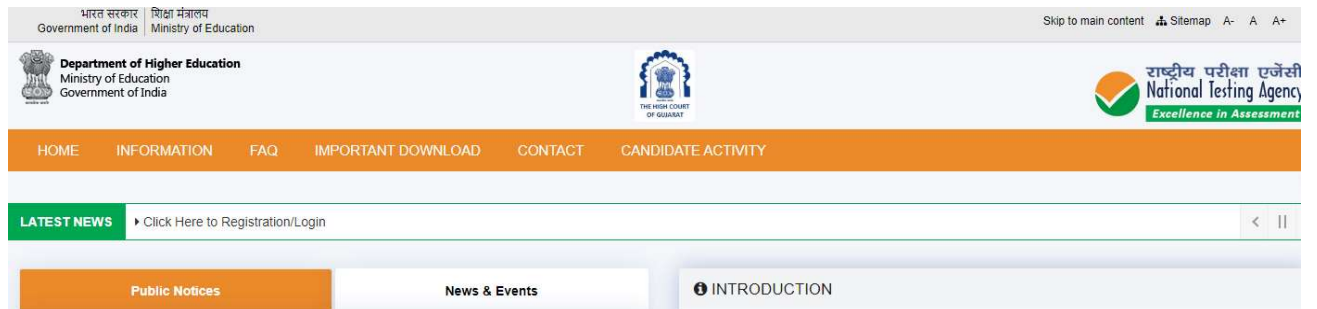 भारत सरकार शिक्षा मंत्रालय
Government of India Ministry of Education
Skip to main content Sitemap A- A A+
Department of Higher Education
Ministry of Education
Government of India
THE HIGH COURT
OF GUJARAT
राष्ट्रीय परीक्षा एजेंसी
National Testing Agency
Excellence in Assessment
HOME INFORMATION FAQ IMPORTANT DOWNLOAD CONTACT CANDIDATE ACTIVITY
LATEST NEWS Click Here to Registration/Login
Public Notices News & Events INTRODUCTION